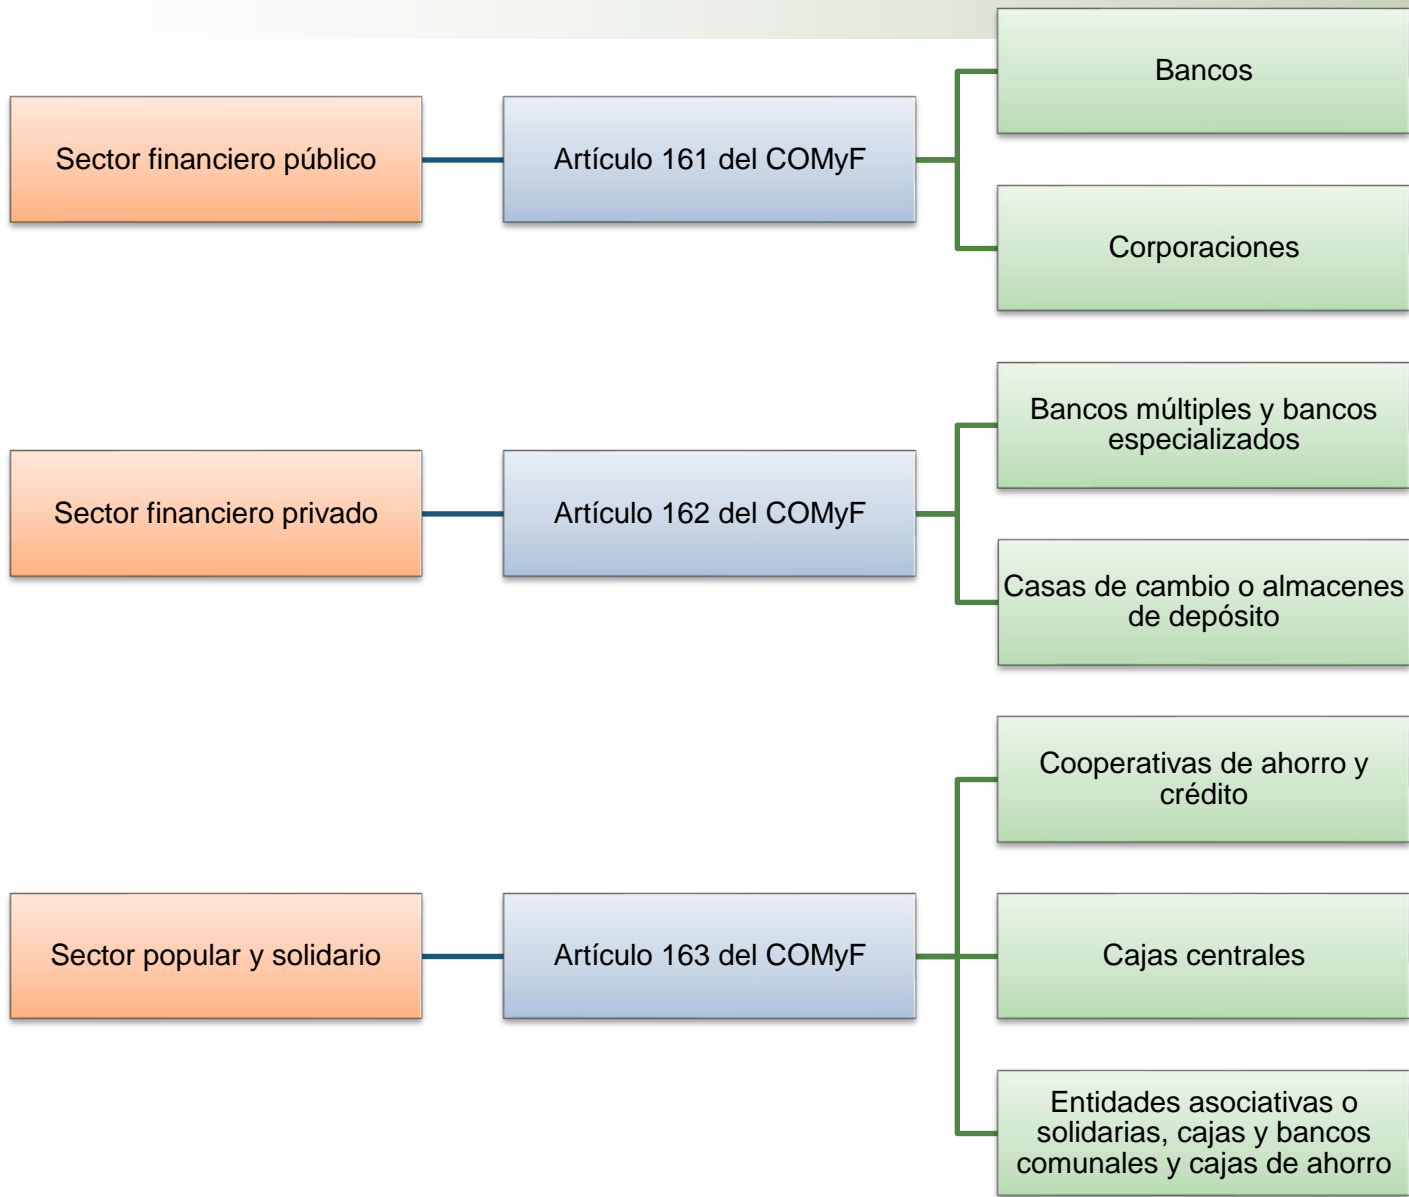 Sector financiero público
Artículo 161 del COMyF
Bancos
Corporaciones
Sector financiero privado
Artículo 162 del COMyF
Bancos múltiples y bancos
especializados
Casas de cambio o almacenes
de depósito
Sector popular y solidario
Artículo 163 del COMyF
Cooperativas de ahorro y
crédito
Cajas centrales
Entidades asociativas o
solidarias, cajas y bancos
comunales y cajas de ahorro